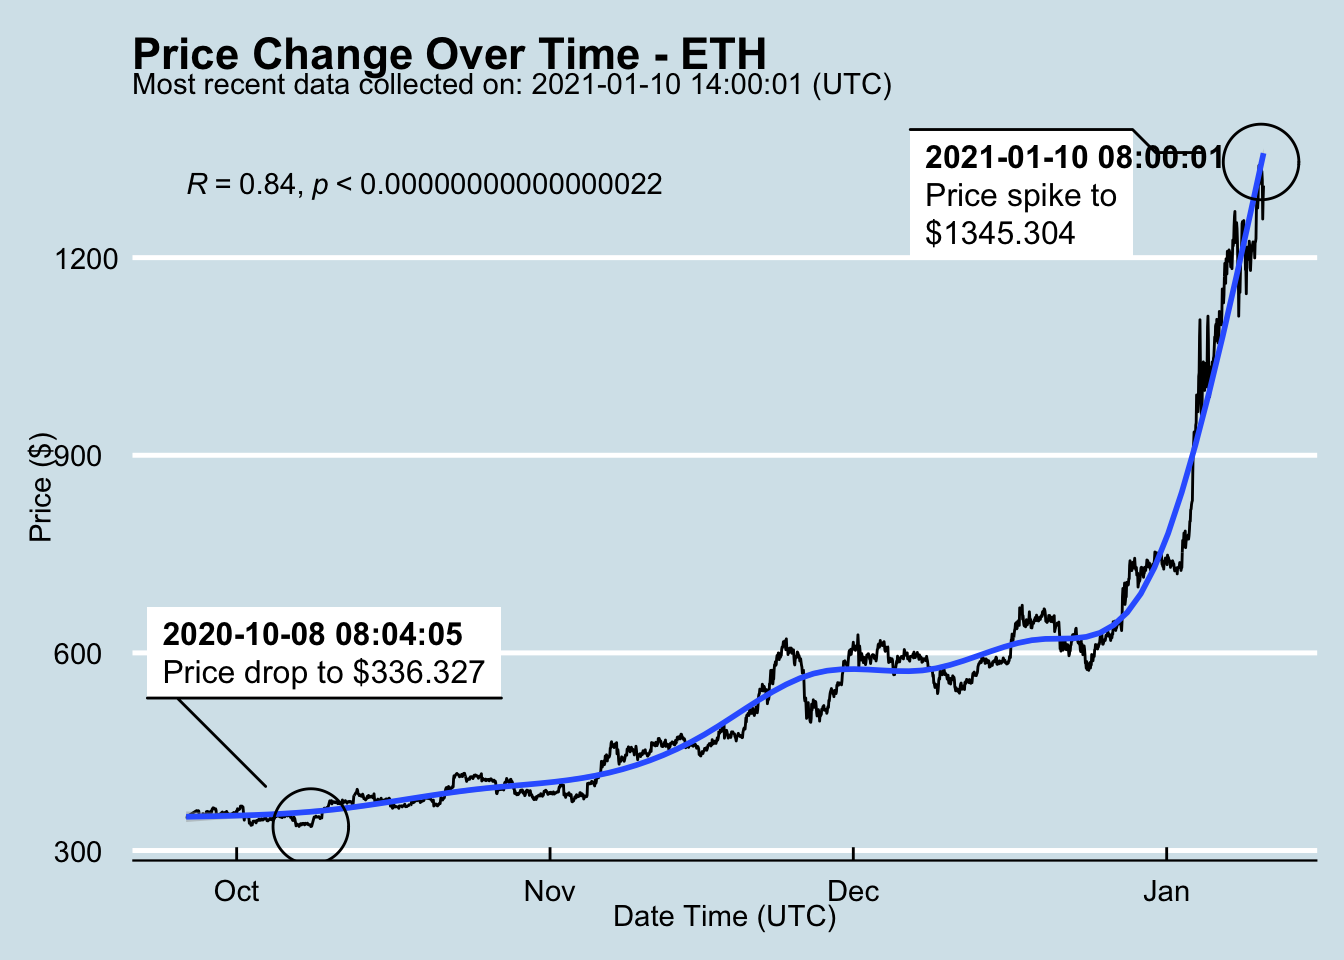 Price Change Over Time - ETH
Most recent data collected on: 2021-01-10 14:00:01 (UTC)
R = 0.84, p < 0.00000000000000022
2021-01-10 08:00:01
Price spike to
$1345.304
1200
900
600
300
Price ($)
2020-10-08 08:04:05
Price drop to $336.327
Oct
Nov
Dec
Jan
Date Time (UTC)